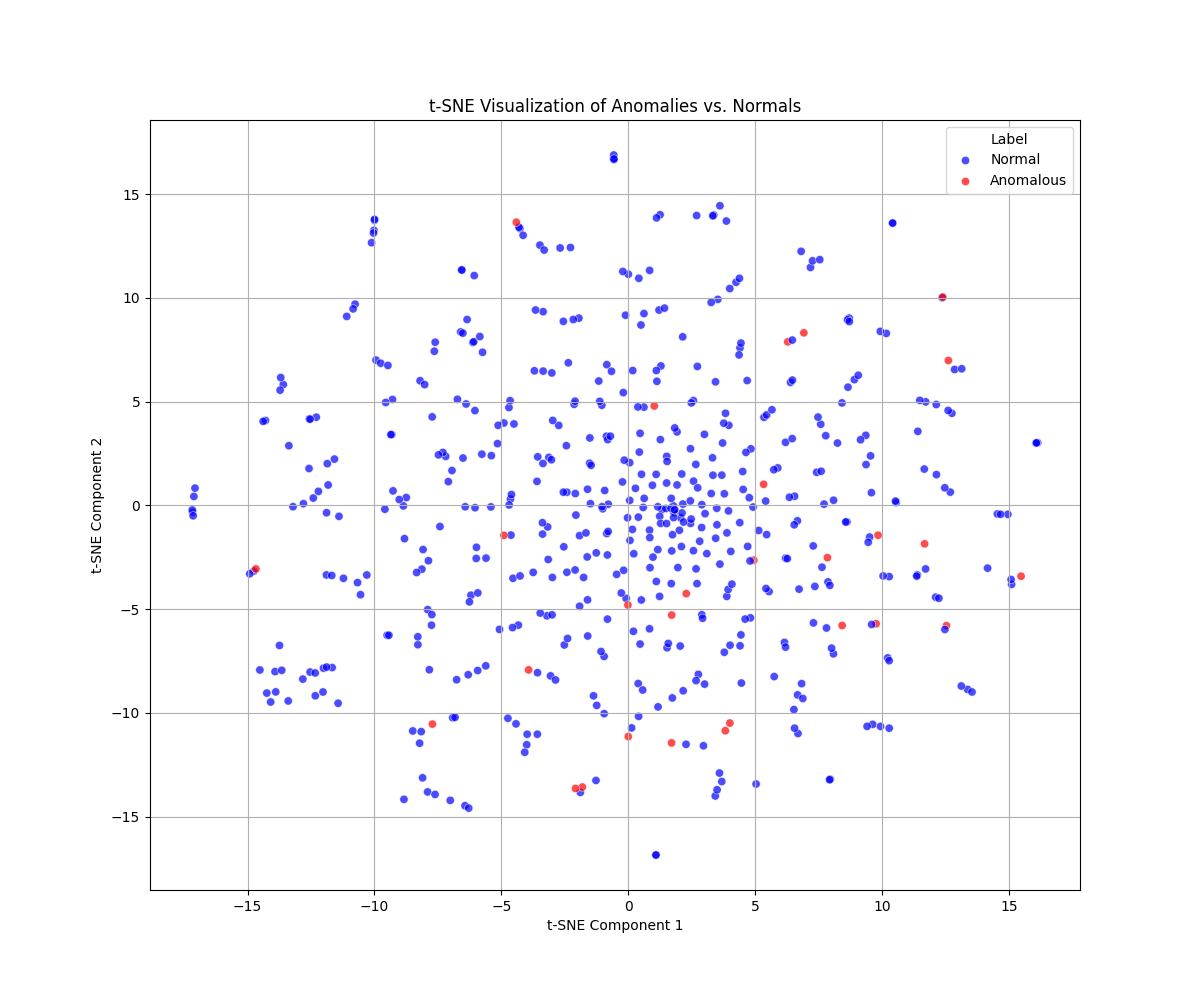 t-SNE Visualization of Anomalies vs. Normals
Label
Normal
Anomalous
15
10
5
0
−5
−10
−15
t-SNE Component 2
−15
−10
−5
0
5
10
15
t-SNE Component 1